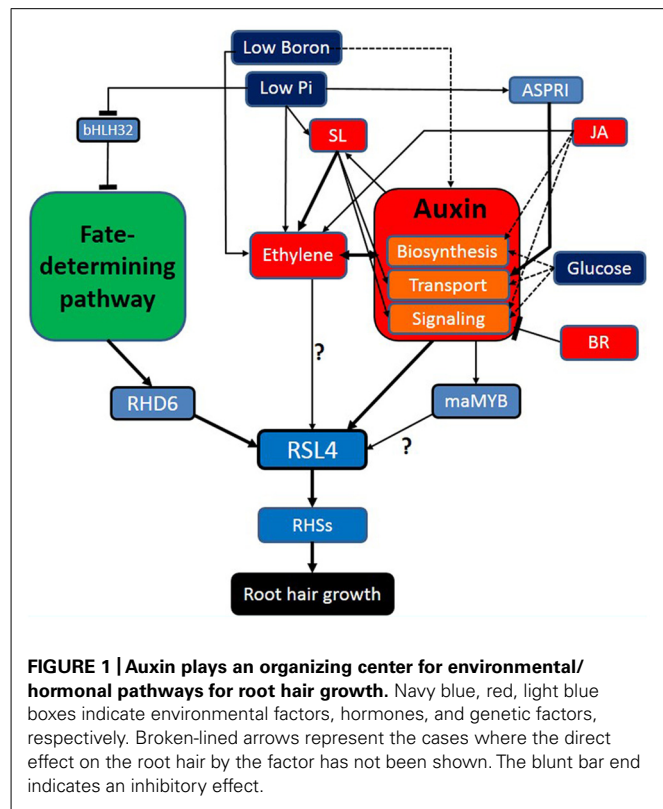 Low Boron
Low Pi
ASPRI
bHLH32
SL
JA
Auxin
Fate-
determining
pathway
Biosynthesis
Ethylene
Transport
Glucose
Signaling
BR
?
RHD6
maMYB
?
RSL4
RHSs
Root hair growth
FIGURE 1 | Auxin plays an organizing center for environmental/
hormonal pathways for root hair growth. Navy blue, red, light blue
boxes indicate environmental factors, hormones, and genetic factors,
respectively. Broken-lined arrows represent the cases where the direct
effect on the root hair by the factor has not been shown. The blunt bar end
indicates an inhibitory effect.